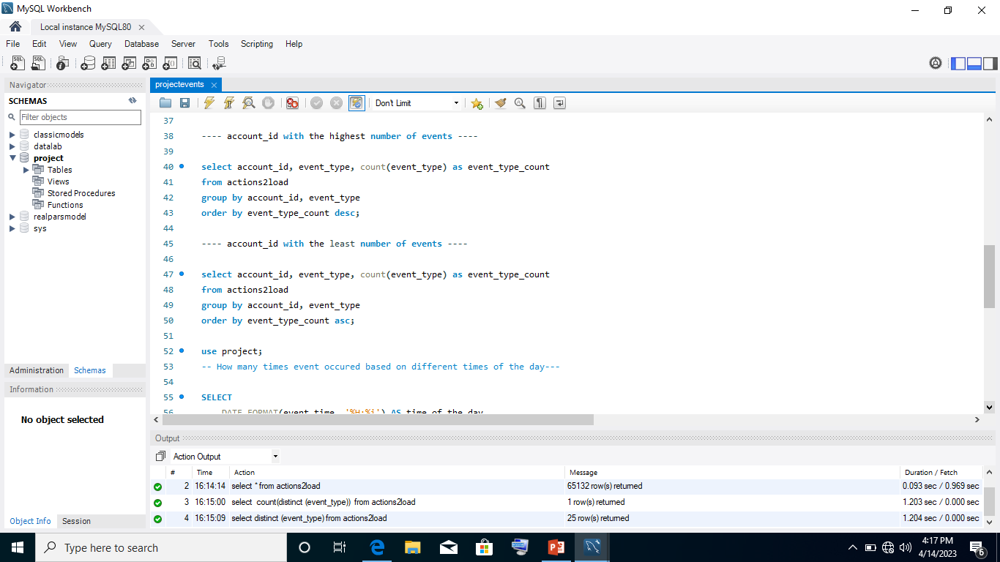 MySQL Workbench
Local instance MySQL80
File Edit View Query Database Server Tools Scripting Help
Navigator
SCHEMAS
Filter objects
classicmodels
datalab
project
Tables
Views
Stored Procedures
Functions
realparsmodel
sys
Administration Schemas
Information
No object selected
Object Info Session
projectevents
Don't Limit
37
38 ---- account_id with the highest number of events ----
39
40 select account_id, event_type, count(event_type) as event_type_count
41 from actions2load
42 group by account_id, event_type
43 order by event_type_count desc;
44
45 ---- account_id with the least number of events ----
46
47 select account_id, event_type, count(event_type) as event_type_count
48 from actions2load
49 group by account_id, event_type
50 order by event_type_count asc;
51
52 use project;
53 -- How many times event occured based on different times of the day---
54
55 SELECT
56 DATE_FORMAT(event_time, '%H:%i') AS time_of_the_day
Output
Action Output
# Time Action Message Duration / Fetch
2 16:14:14 select * from actions2load 65132 row(s) returned 0.093 sec / 0.969 sec
3 16:15:00 select count(distinct (event_type)) from actions2load 1 row(s) returned 1.203 sec / 0.000 sec
4 16:15:09 select distinct (event_type) from actions2load 25 row(s) returned 1.204 sec / 0.000 sec
Type here to search
4:17 PM
4/14/2023
6